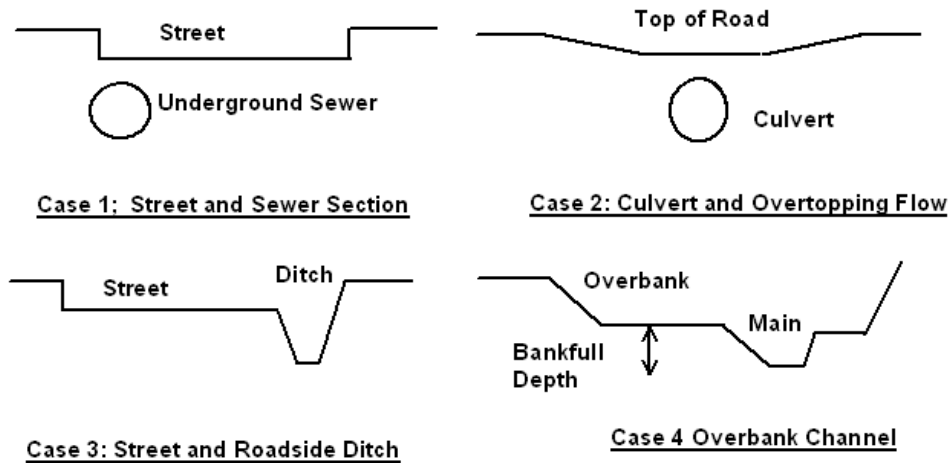 Street
Underground Sewer
Case 1; Street and Sewer Section
Top of Road
Culvert
Case 2: Culvert and Overtopping Flow
Street
Ditch
Case 3: Street and Roadside Ditch
Overbank
Main
Bankfull
Depth
Case 4 Overbank Channel